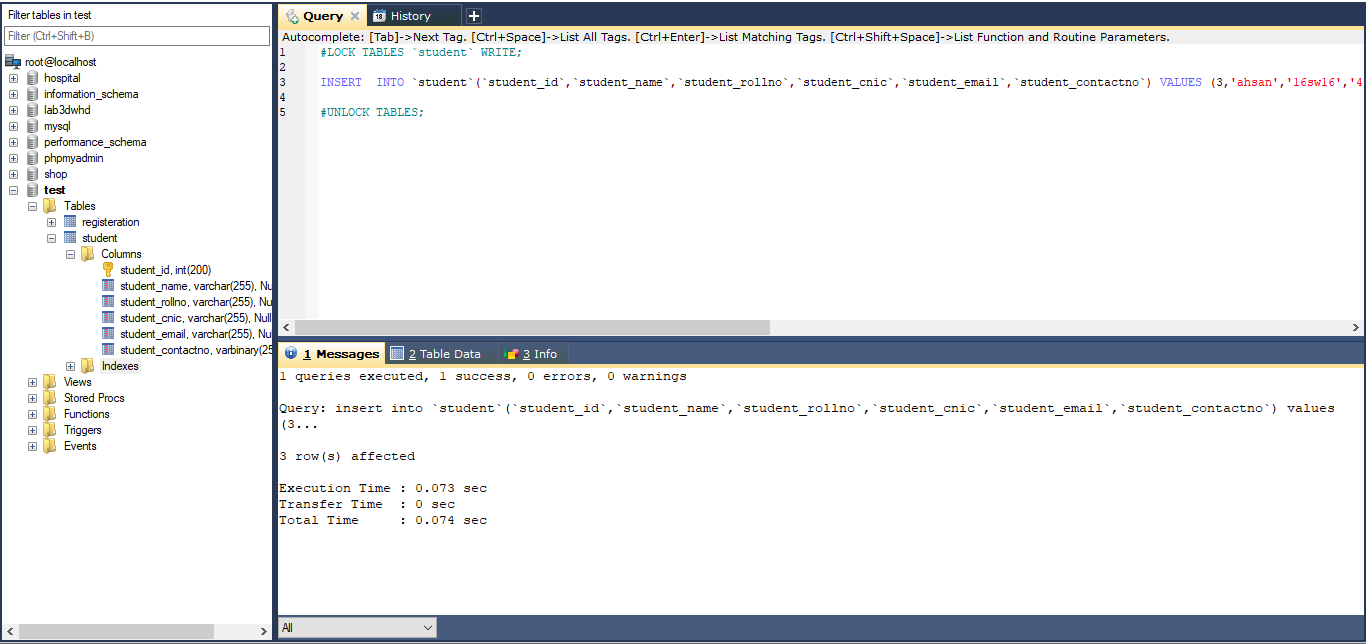 Filter tables in test
Filter (Ctrl+Shift+B)
root@localhost
hospital
information_schema
lab3dwhd
mysql
performance_schema
phpmyadmin
shop
test
Tables
registeration
student
Columns
student_id, int(200)
student_name, varchar(255), Nu
student_rollno, varchar(255), Nu
student_cnic, varchar(255), Null
student_email, varchar(255), Nu
student_contactno, varbinary(25
Indexes
Views
Stored Procs
Functions
Triggers
Events
Query
18 History
Autocomplete: [Tab]->Next Tag. [Ctrl+Space]->List All Tags. [Ctrl+Enter]->List Matching Tags. [Ctrl+Shift+Space]->List Function and Routine Parameters.
1 #LOCK TABLES `student` WRITE;
2
3 INSERT  INTO `student`(`student_id`,`student_name`,`student_rollno`,`student_cnic`,`student_email`,`student_contactno`) VALUES (3,'ahsan','16sw16','4
4
5 #UNLOCK TABLES;
1 Messages
2 Table Data
3 Info
1 queries executed, 1 success, 0 errors, 0 warnings
Query: insert into `student`(`student_id`,`student_name`,`student_rollno`,`student_cnic`,`student_email`,`student_contactno`) values
(3...
3 row(s) affected
Execution Time : 0.073 sec
Transfer Time  : 0 sec
Total Time     : 0.074 sec
All